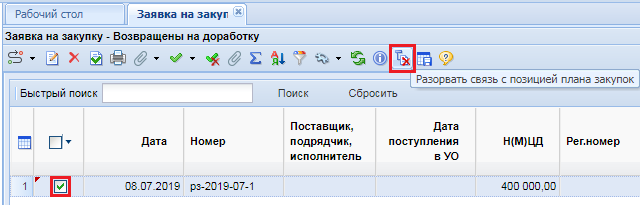 Рабочий стол
Заявка на закуп
Заявка на закупку - Возвращены на доработку
Разорвать связь с позицией плана закупок
Быстрый поиск
Поиск
Сбросить
Дата
Номер
Поставщик,
подрядчик,
исполнитель
Дата
поступления
в УО
Н(М)ЦД
Рег.номер
1
08.07.2019
рз-2019-07-1
400 000,00